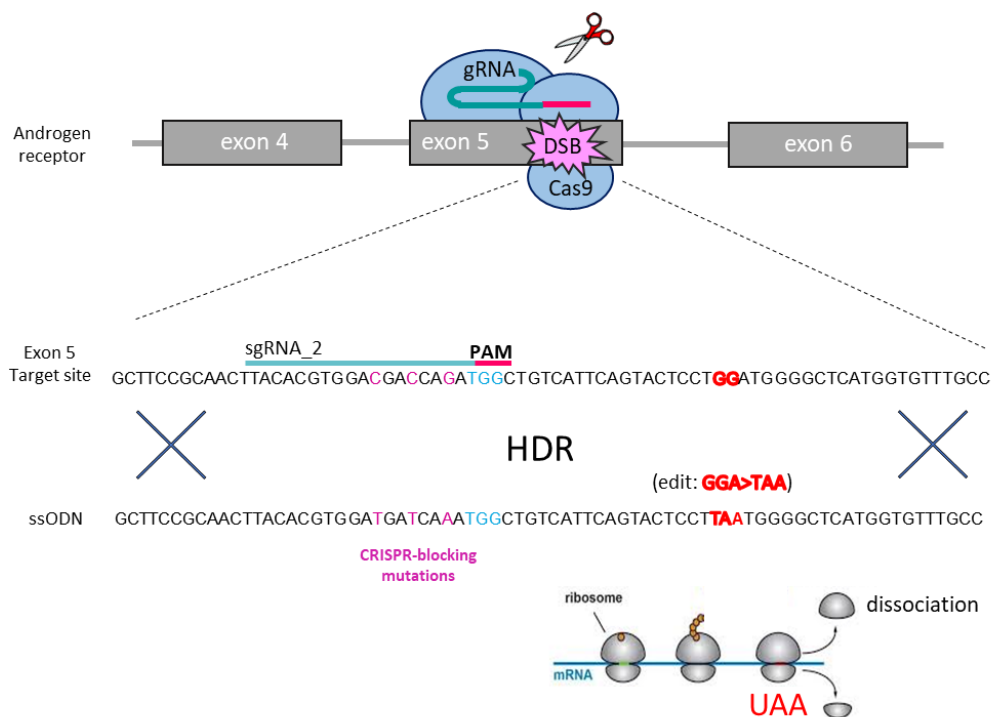 gRNA
Androgen
receptor
exon 4
exon 5
DSB
exon 6
Cas9
Exon 5
Target site
sgRNA_2
PAM
GCTTCCGCAACTTACACGTGGACGACCAGATGGCTGTCATTCAGTACTCCTGGATGGGGCTCATGGTGTTTGCC
HDR
(edit: GGA>TAA)
ssODN
GCTTCCGCAACTTACACGTGGATGATCAAATGGCTGTCATTCAGTACTCCTTAATGGGGCTCATGGTGTTTGCC
CRISPR-blocking
mutations
ribosome
dissociation
mRNA
UAA